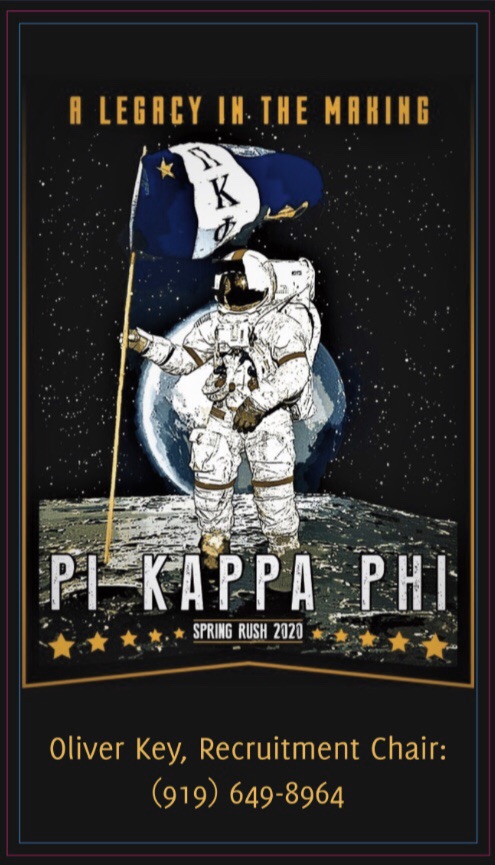 A LEGACY IN THE MAKING
Π
Κ
Φ
PI KAPPA PHI
SPRING RUSH 2020
Oliver Key, Recruitment Chair:
(919) 649-8964